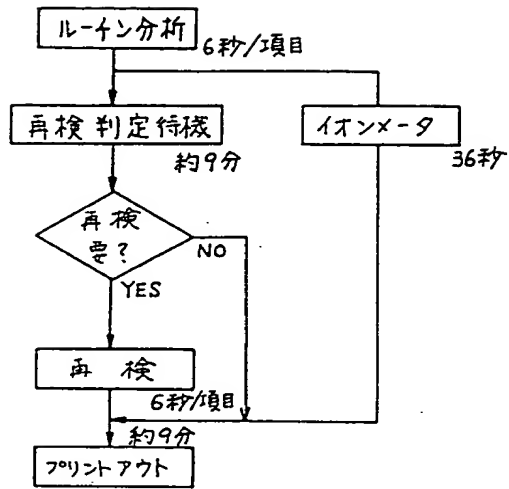 ルーチン分析
6秒/項目
再検判定待機
約9分
イオンメータ
36秒
再検
要?
NO
YES
再検
6秒/項目
約9分
プリントアウト